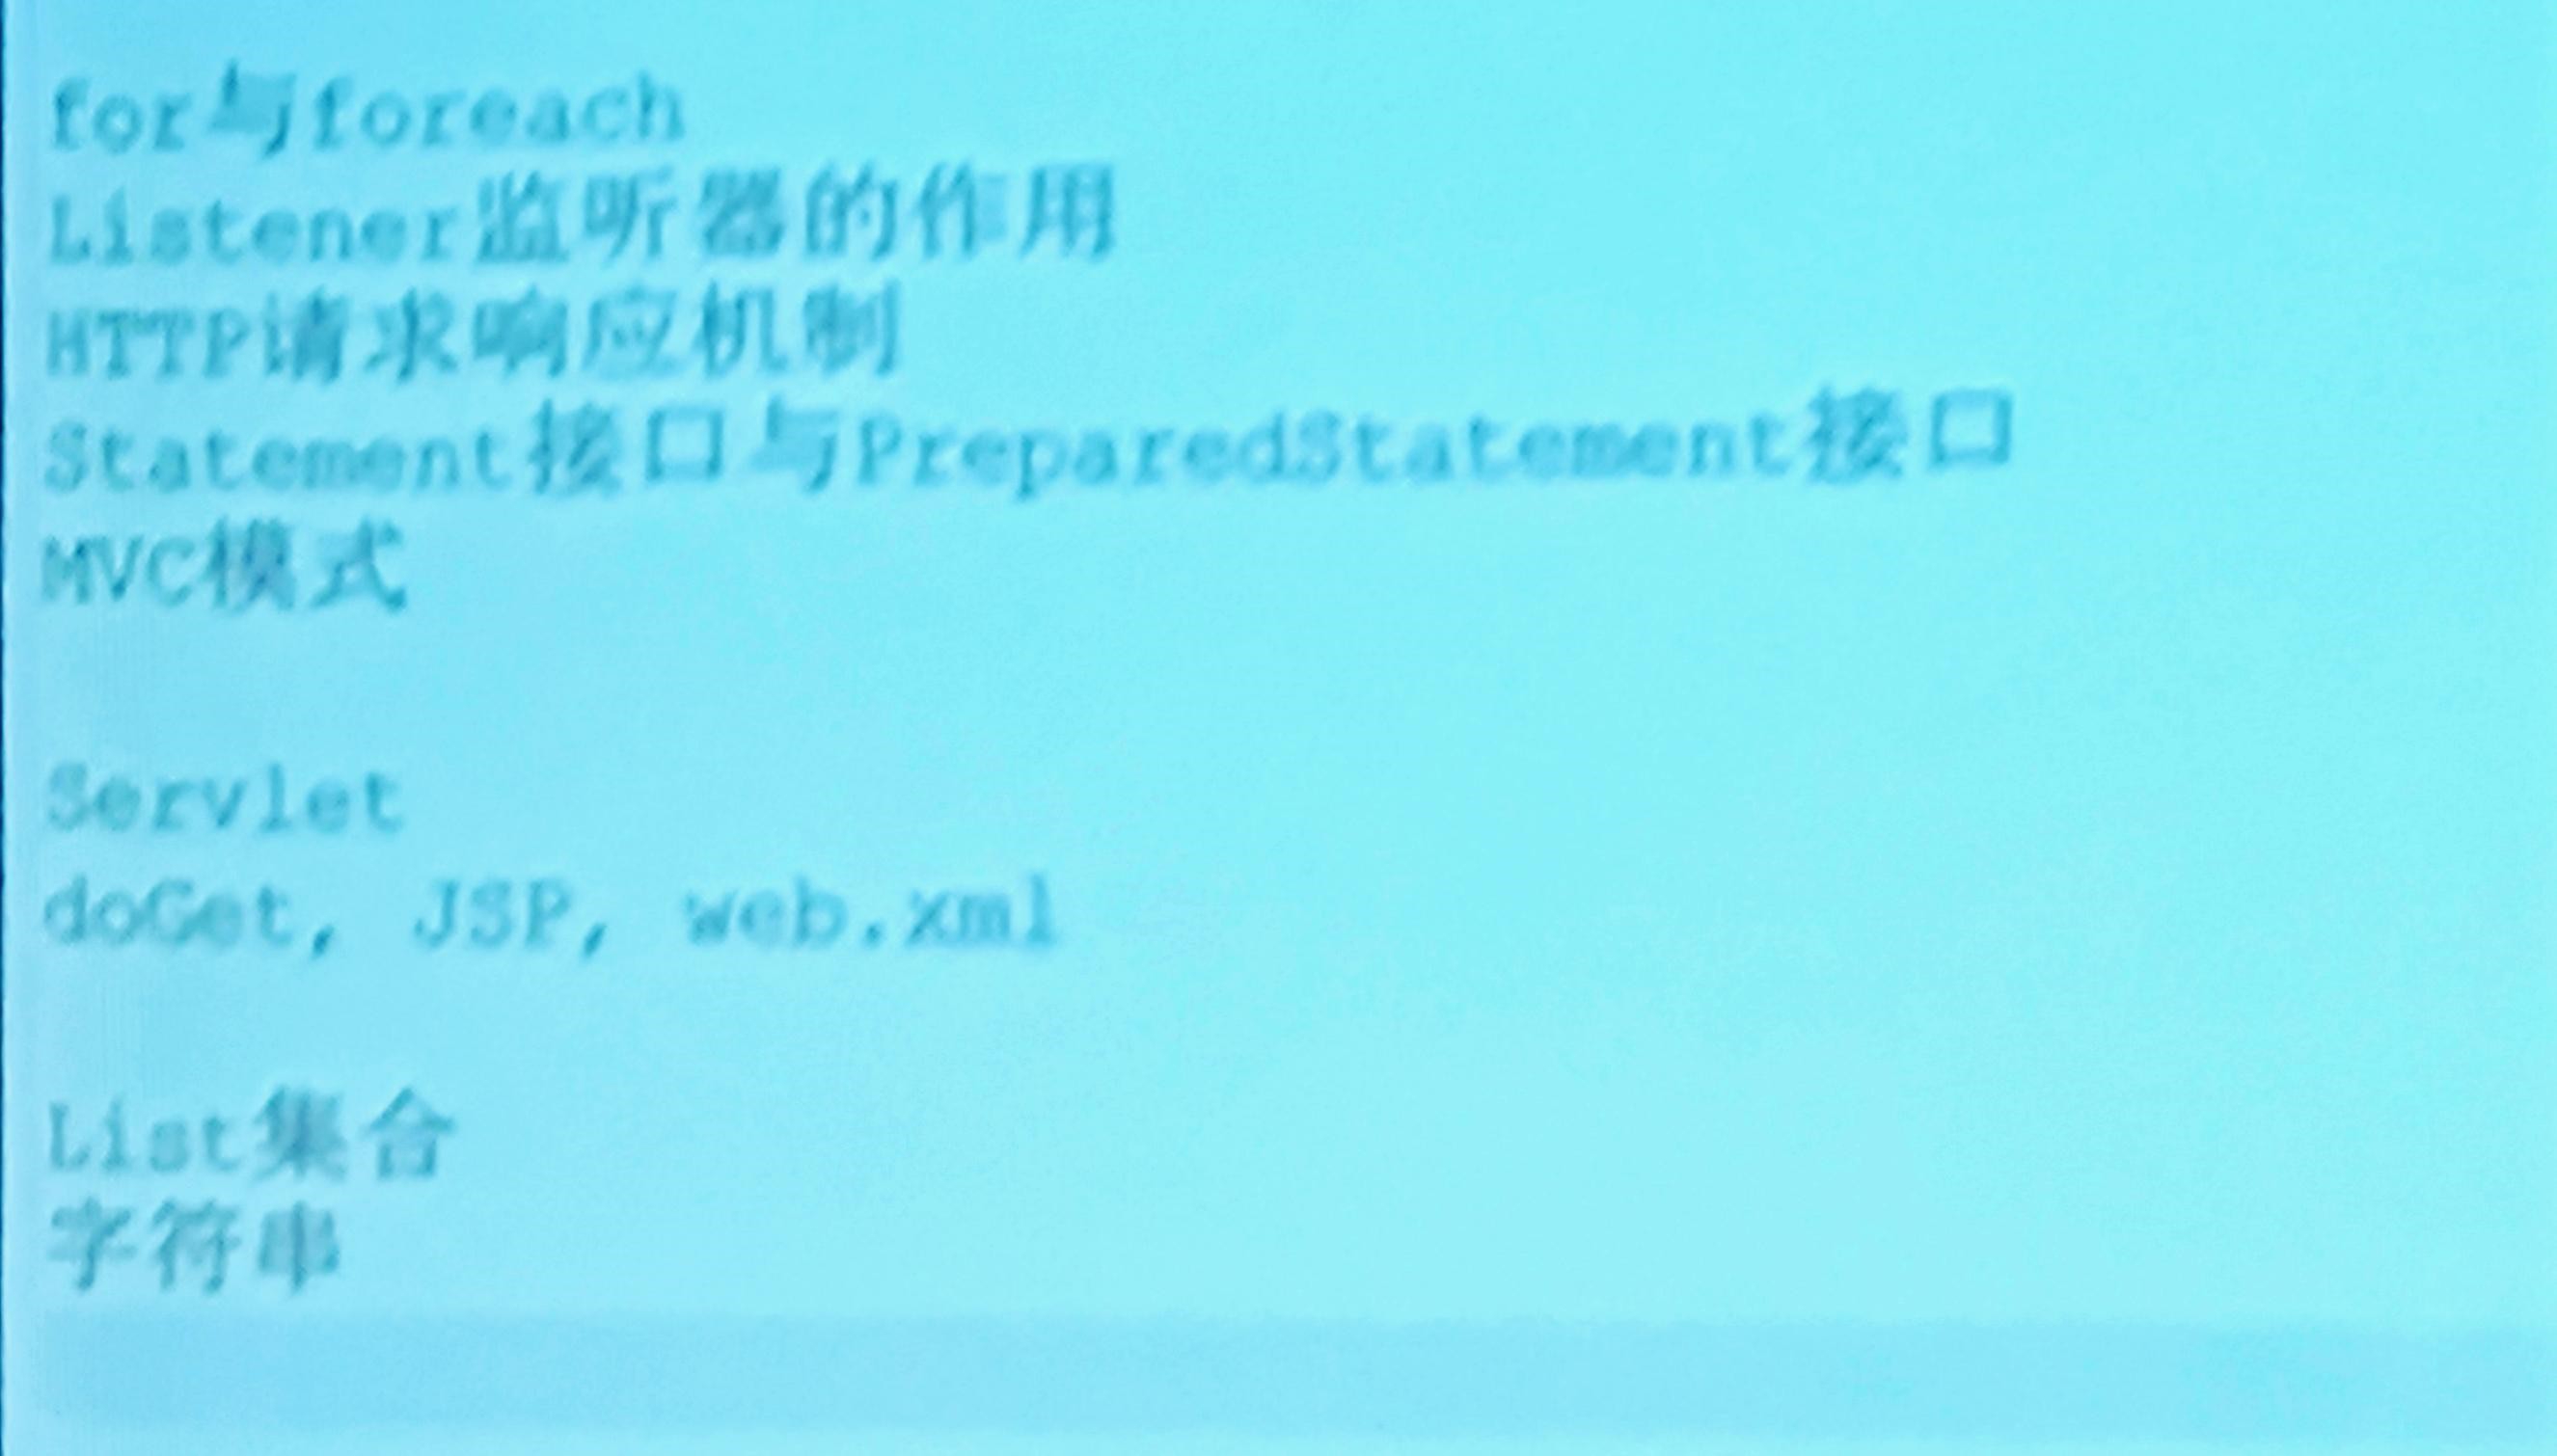 for与foreach
Listener监听器的作用
HTTP请求响应机制
Statement接口与PreparedStatement接口
MVC模式
Servlet
doGet, JSP, web.xml
List集合
字符串